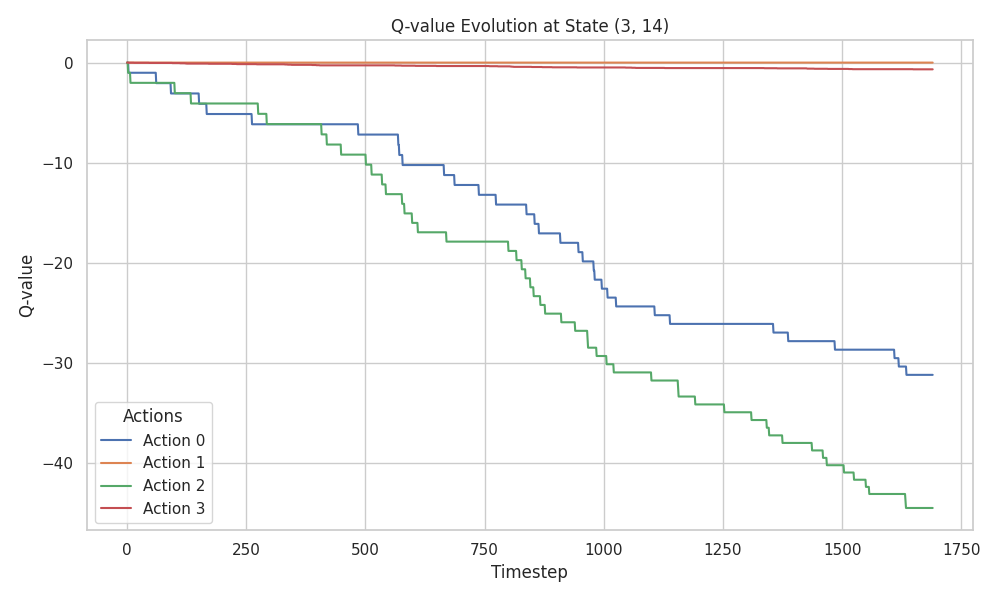 Q-value Evolution at State (3, 14)
Q-value
0
−10
−20
−30
−40
Actions
Action 0
Action 1
Action 2
Action 3
0
250
500
750
1000
1250
1500
1750
Timestep